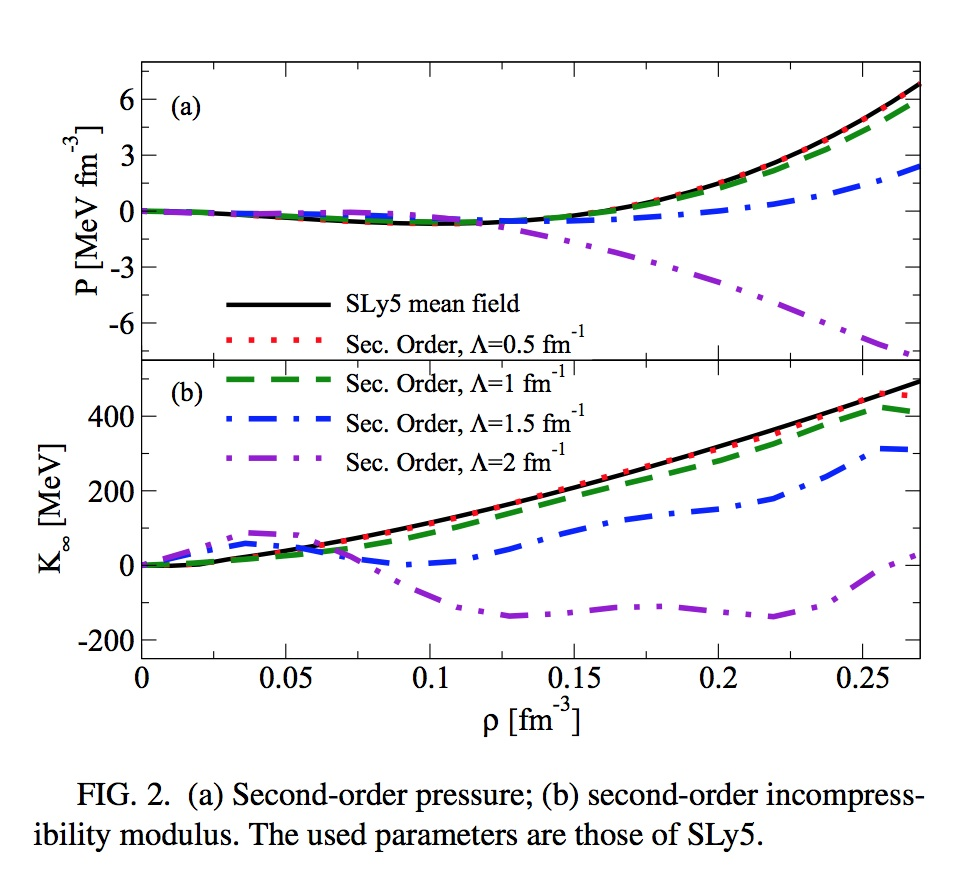 (a)
6
3
0
-3
-6
P [MeV fm⁻³]
SLy5 mean field
Sec. Order, Λ=0.5 fm⁻¹
(b)
Sec. Order, Λ=1 fm⁻¹
Sec. Order, Λ=1.5 fm⁻¹
Sec. Order, Λ=2 fm⁻¹
400
200
0
-200
K∞ [MeV]
0 0.05 0.1 0.15 0.2 0.25
ρ [fm⁻³]
FIG. 2. (a) Second-order pressure; (b) second-order incompress-
ibility modulus. The used parameters are those of SLy5.